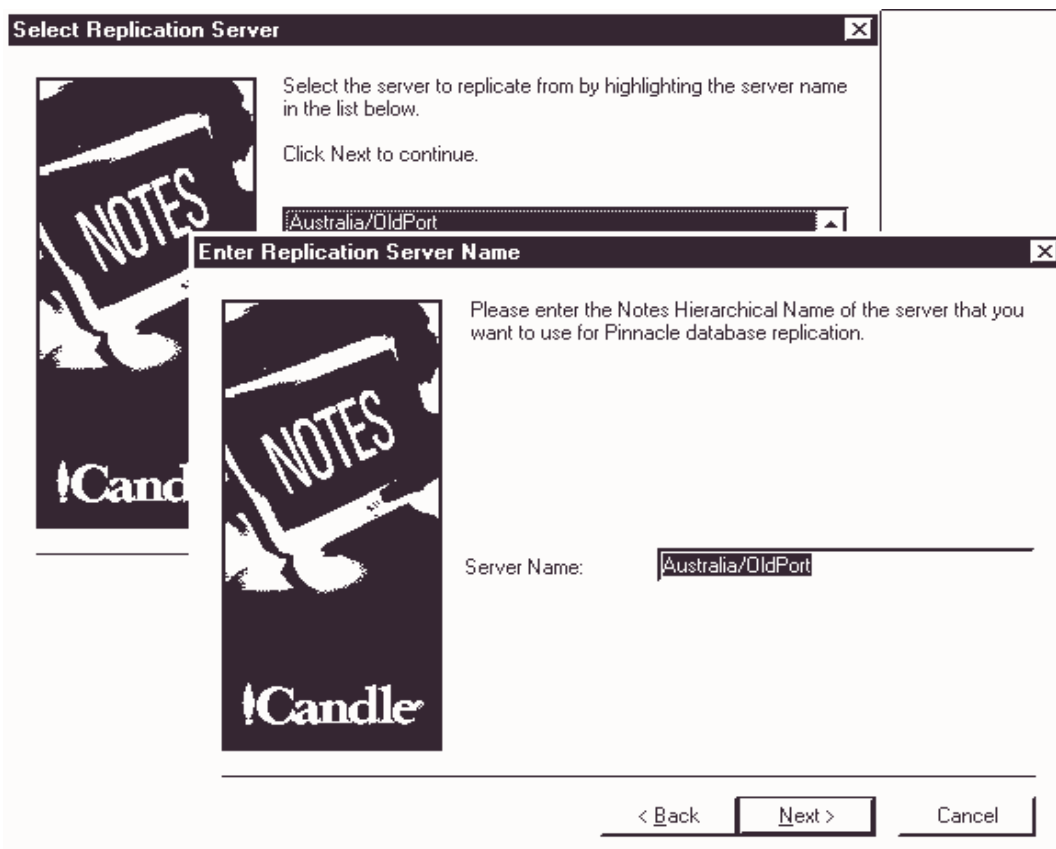 Select Replication Server
Select the server to replicate from by highlighting the server name
in the list below.
Click Next to continue.
Australia/OldPort
NOTES
Enter Replication Server Name
Please enter the Notes Hierarchical Name of the server that you
want to use for Pinnacle database replication.
NOTES
!Cand
Server Name:
Australia/OldPort
!Candle
< Back
Next >
Cancel